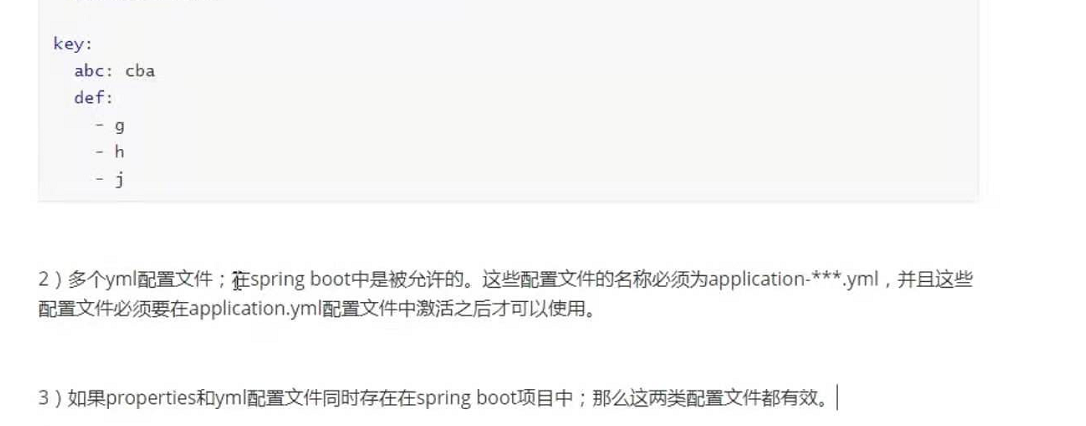 key:
  abc: cba
  def:
    - g
    - h
    - j
2）多个yml配置文件；在spring boot中是被允许的。这些配置文件的名称必须为application-***.yml，并且这些
配置文件必须要在application.yml配置文件中激活之后才可以使用。
3）如果properties和yml配置文件同时存在在spring boot项目中；那么这两类配置文件都有效。